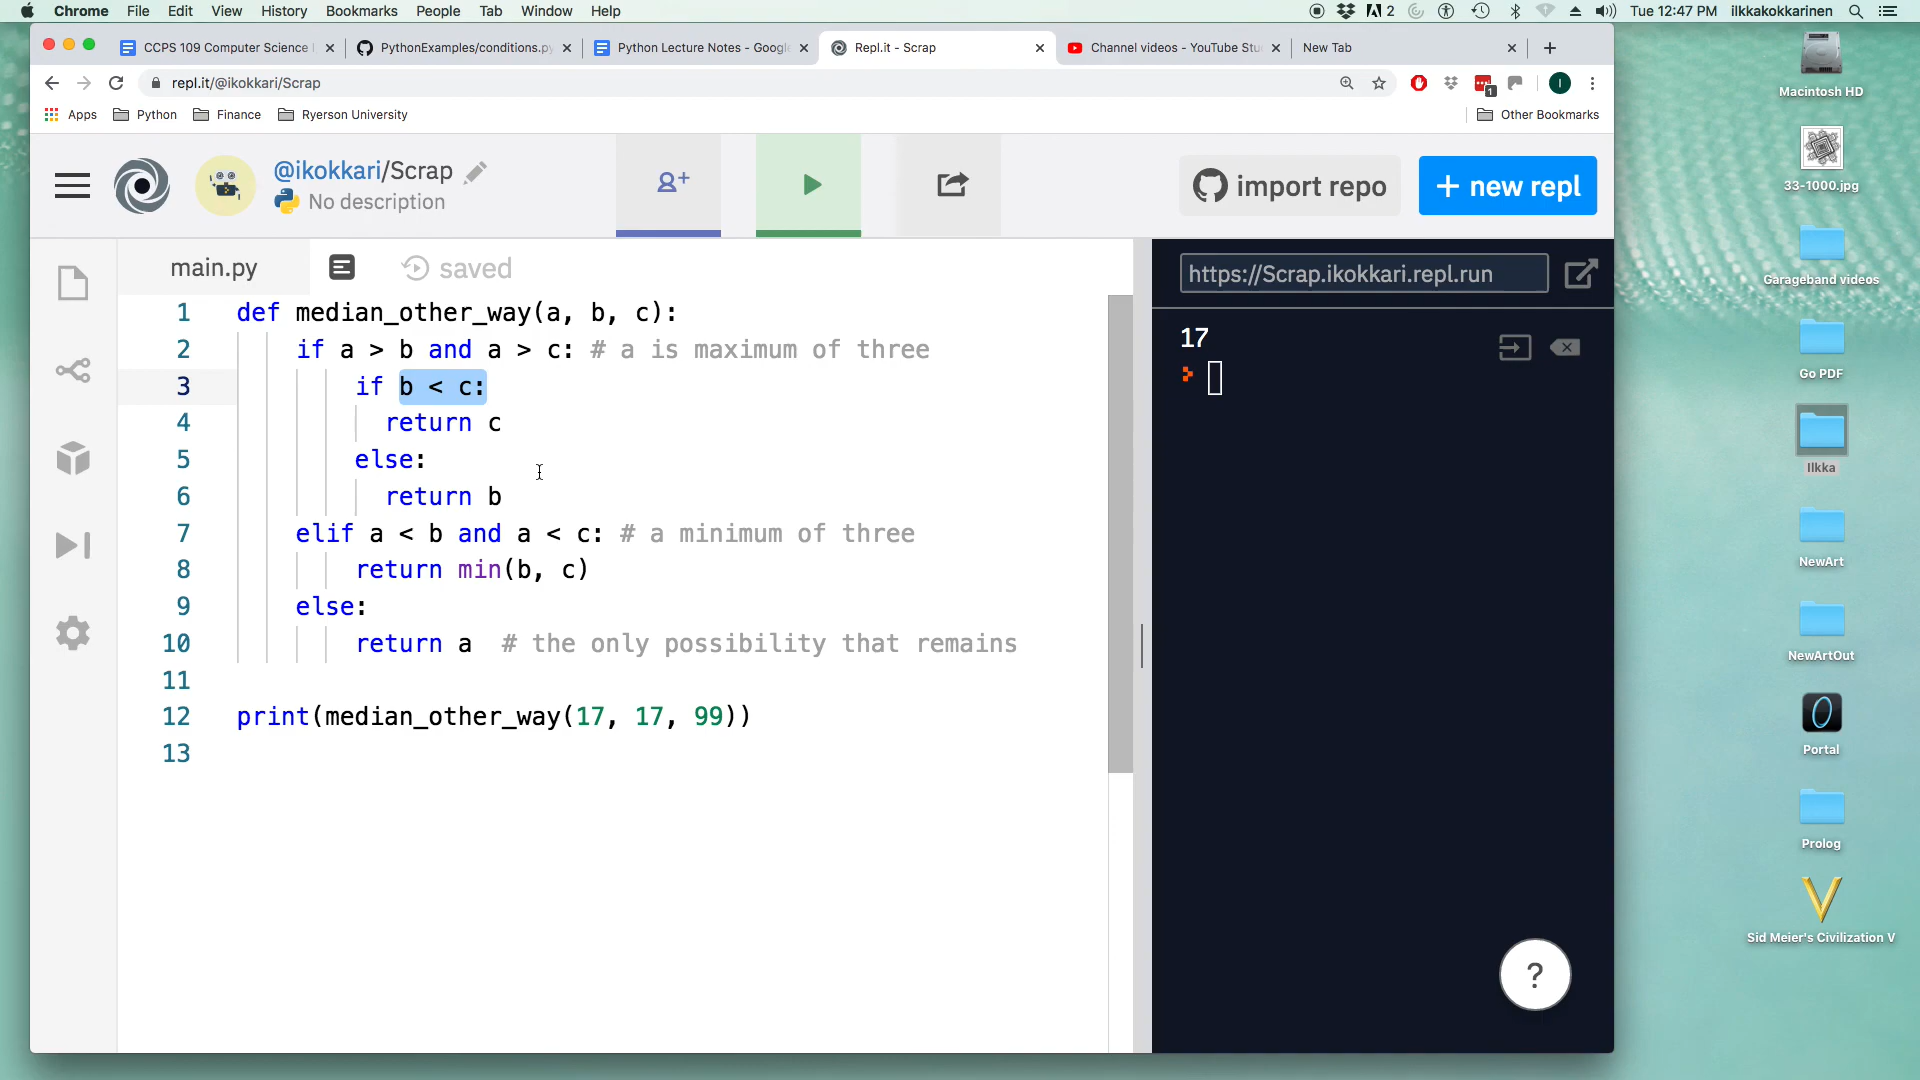 Chrome File Edit View History Bookmarks People Tab Window Help
2 Tue 12:47 PM ilkkakokkarinen
CCPS 109 Computer Science PythonExamples/conditions.py Python Lecture Notes - Google Repl.it - Scrap Channel videos - YouTube Stu New Tab
repl.it/@ikokkari/Scrap
1 I
Apps Python Finance Ryerson University Other Bookmarks
@ikokkari/Scrap
No description
import repo
+ new repl
main.py
saved
https://Scrap.ikokkari.repl.run
1 def median_other_way(a, b, c):
2 if a > b and a > c: # a is maximum of three
3 if b < c:
4 return c
5 else:
6 return b
7 elif a < b and a < c: # a minimum of three
8 return min(b, c)
9 else:
10 return a  # the only possibility that remains
11
12 print(median_other_way(17, 17, 99))
13
17
?
Macintosh HD
33-1000.jpg
Garageband videos
Go PDF
Ilkka
NewArt
NewArtOut
Portal
Prolog
Sid Meier's Civilization V